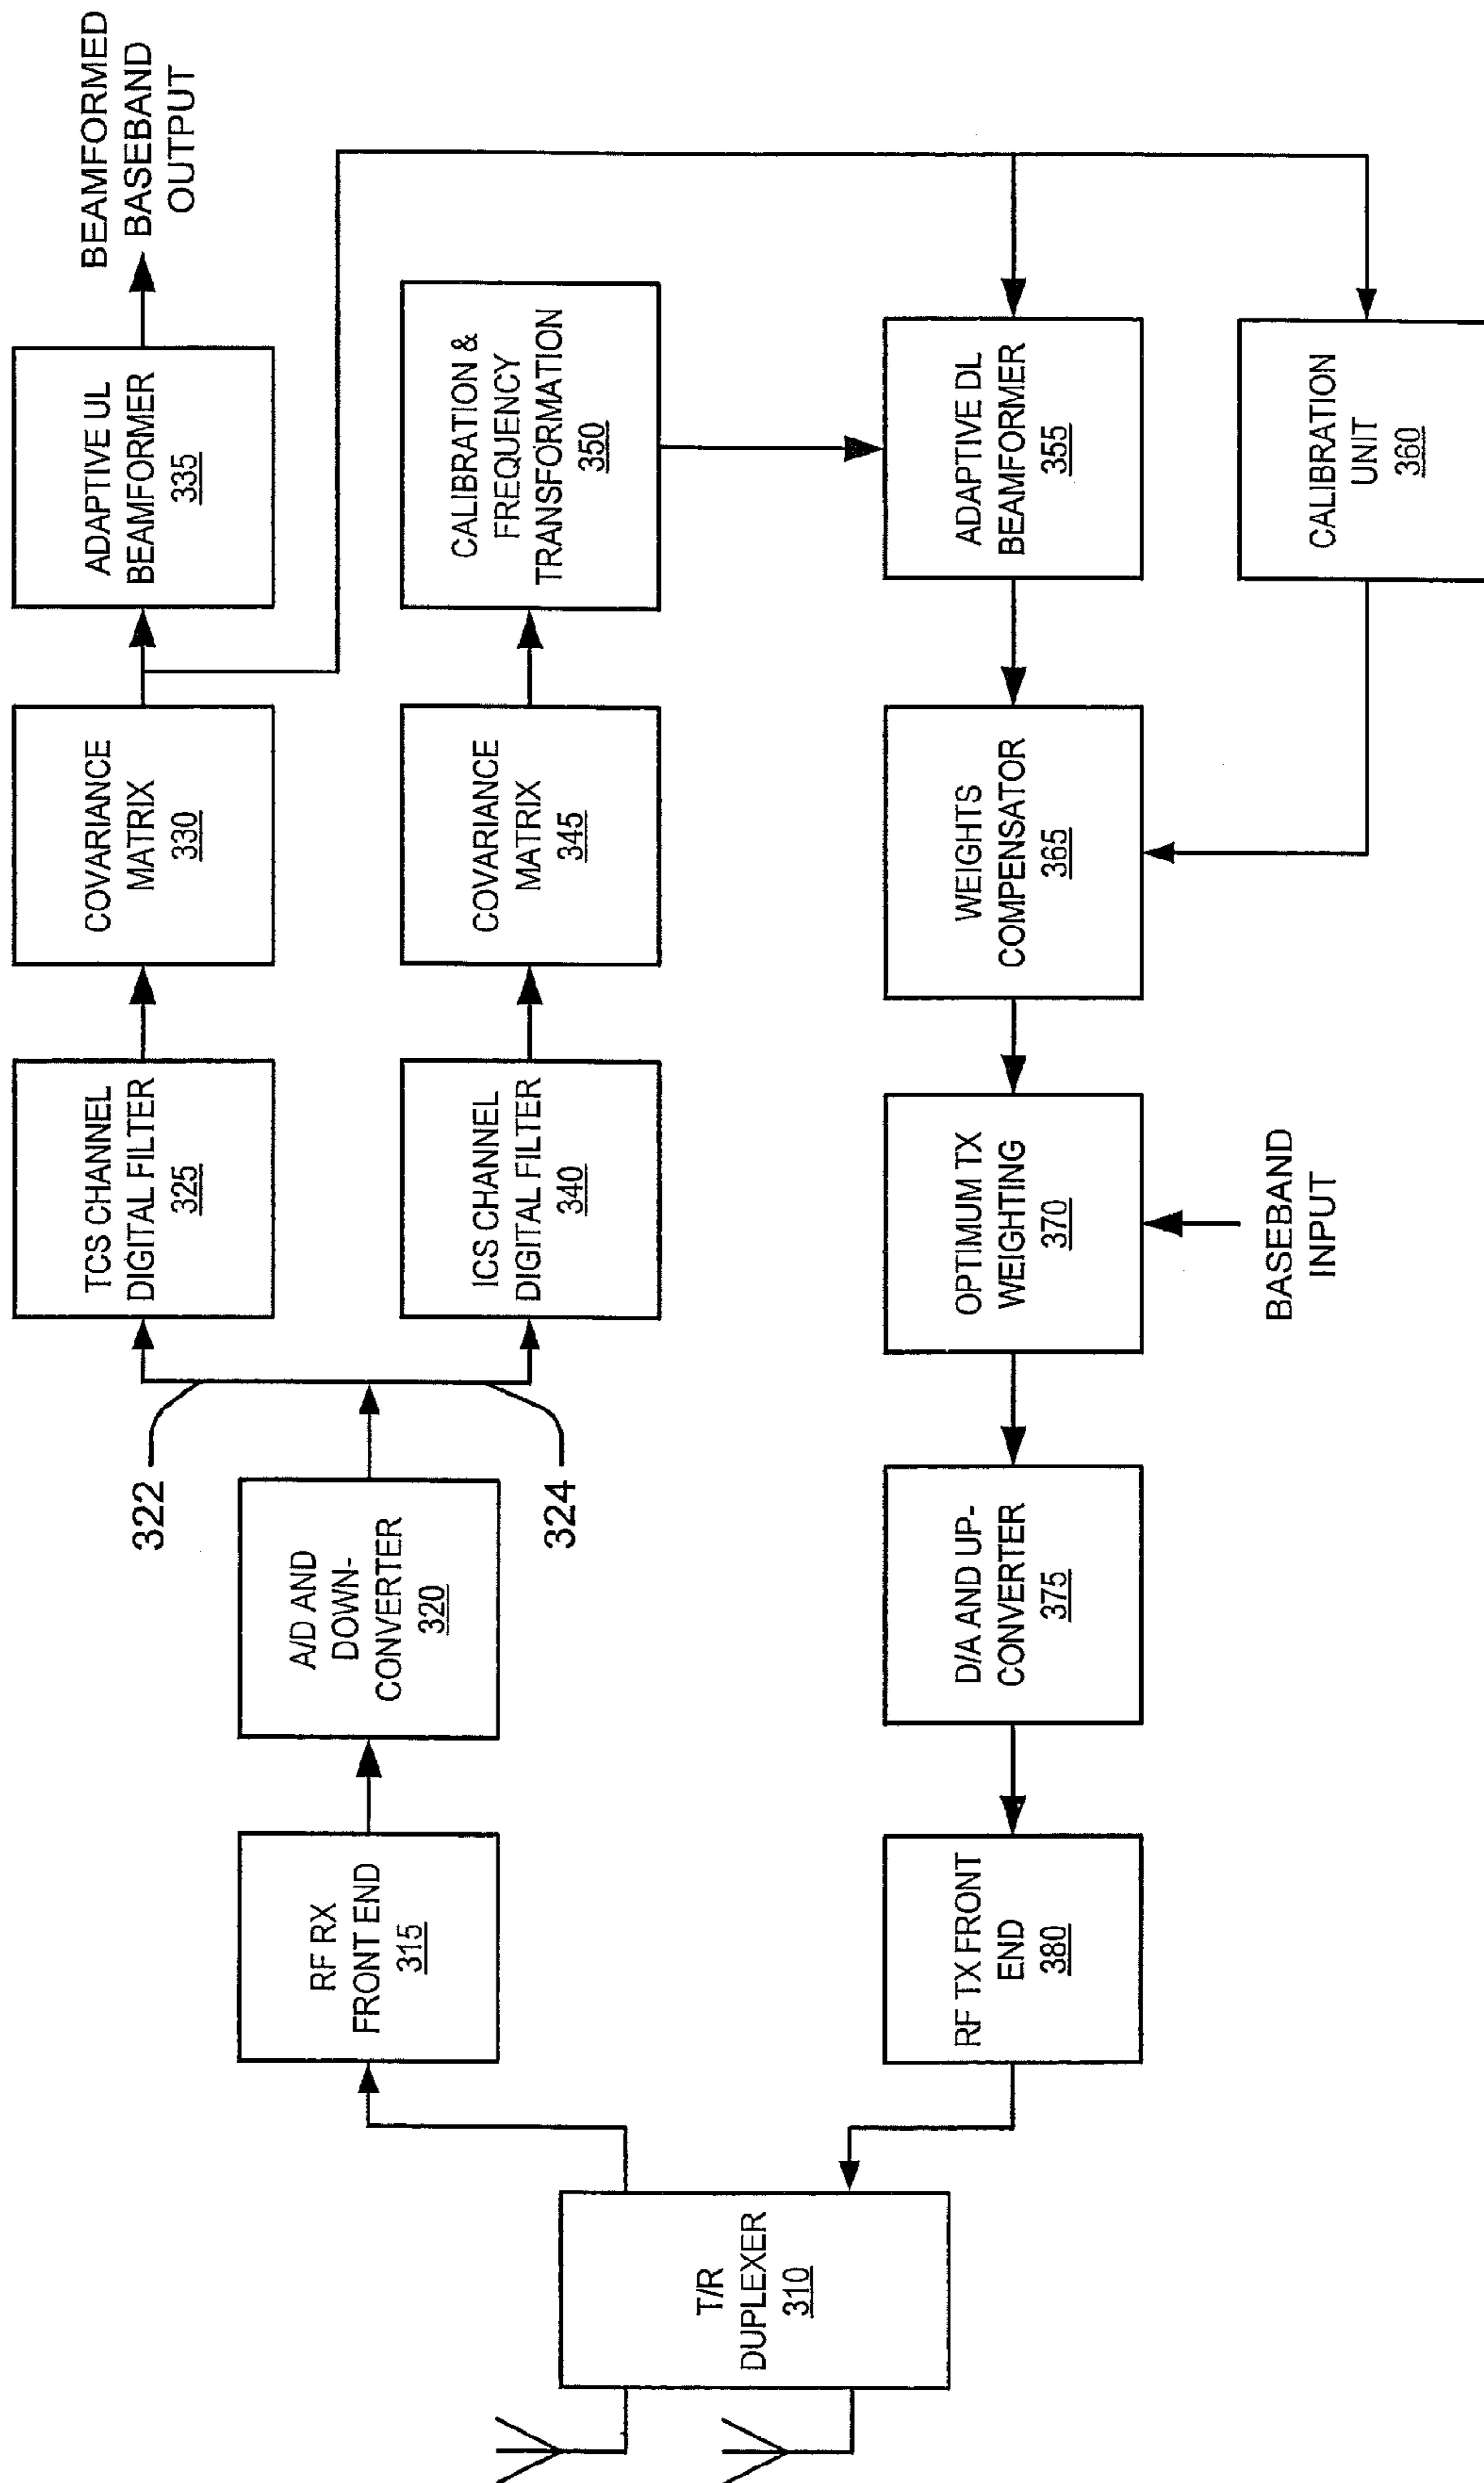 BEAMFORMED
BASEBAND
OUTPUT
ADAPTIVE UL
BEAMFORMER
335
COVARIANCE
MATRIX
330
TCS CHANNEL
DIGITAL FILTER
325
322
CALIBRATION &
FREQUENCY
TRANSFORMATION
350
COVARIANCE
MATRIX
345
ICS CHANNEL
DIGITAL FILTER
340
324
A/D AND
DOWN-
CONVERTER
320
RF RX
FRONT END
315
T/R
DUPLEXER
310
RF TX FRONT
END
380
D/A AND UP-
CONVERTER
375
OPTIMUM TX
WEIGHTING
370
BASEBAND
INPUT
WEIGHTS
COMPENSATOR
365
ADAPTIVE DL
BEAMFORMER
355
CALIBRATION
UNIT
360